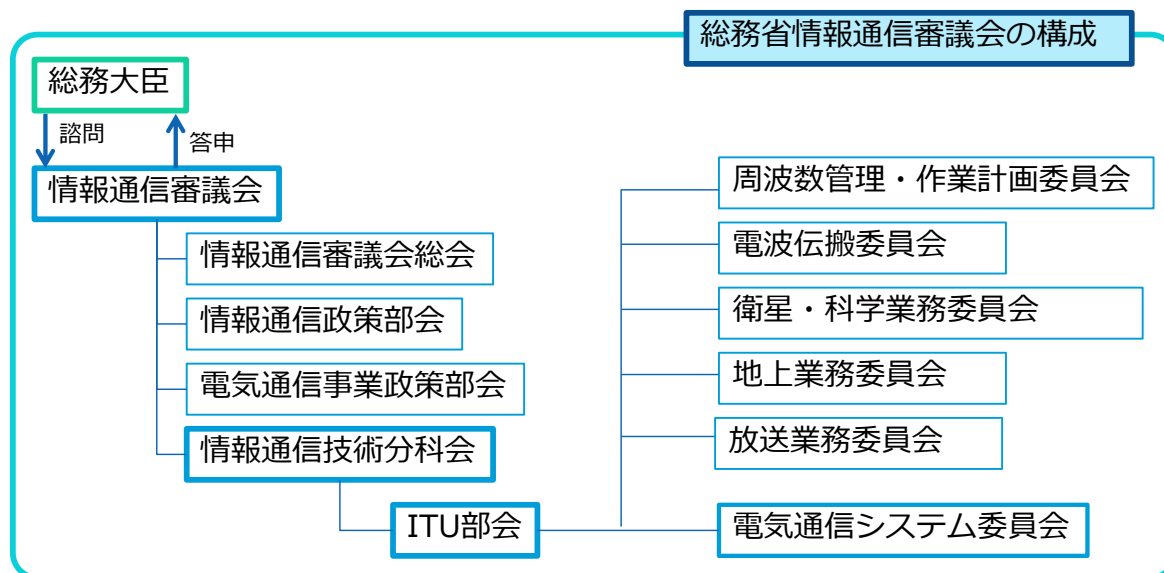 総務省情報通信審議会の構成
総務大臣
諮問
答申
情報通信審議会
情報通信審議会総会
情報通信政策部会
電気通信事業政策部会
情報通信技術分科会
ITU部会
周波数管理・作業計画委員会
電波伝搬委員会
衛星・科学業務委員会
地上業務委員会
放送業務委員会
電気通信システム委員会